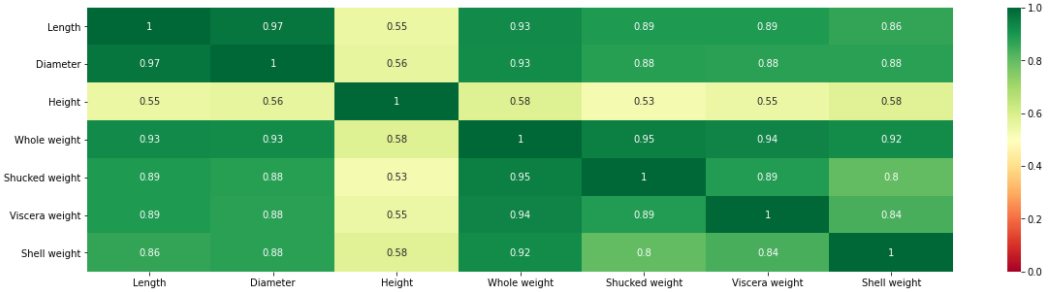 Length 1 0.97 0.55 0.93 0.89 0.89 0.86
Diameter 0.97 1 0.56 0.93 0.88 0.88 0.88
Height 0.55 0.56 1 0.58 0.53 0.55 0.58
Whole weight 0.93 0.93 0.58 1 0.95 0.94 0.92
Shucked weight 0.89 0.88 0.53 0.95 1 0.89 0.8
Viscera weight 0.89 0.88 0.55 0.94 0.89 1 0.84
Shell weight 0.86 0.88 0.58 0.92 0.8 0.84 1
Length Diameter Height Whole weight Shucked weight Viscera weight Shell weight
1.0
0.8
0.6
0.4
0.2
0.0